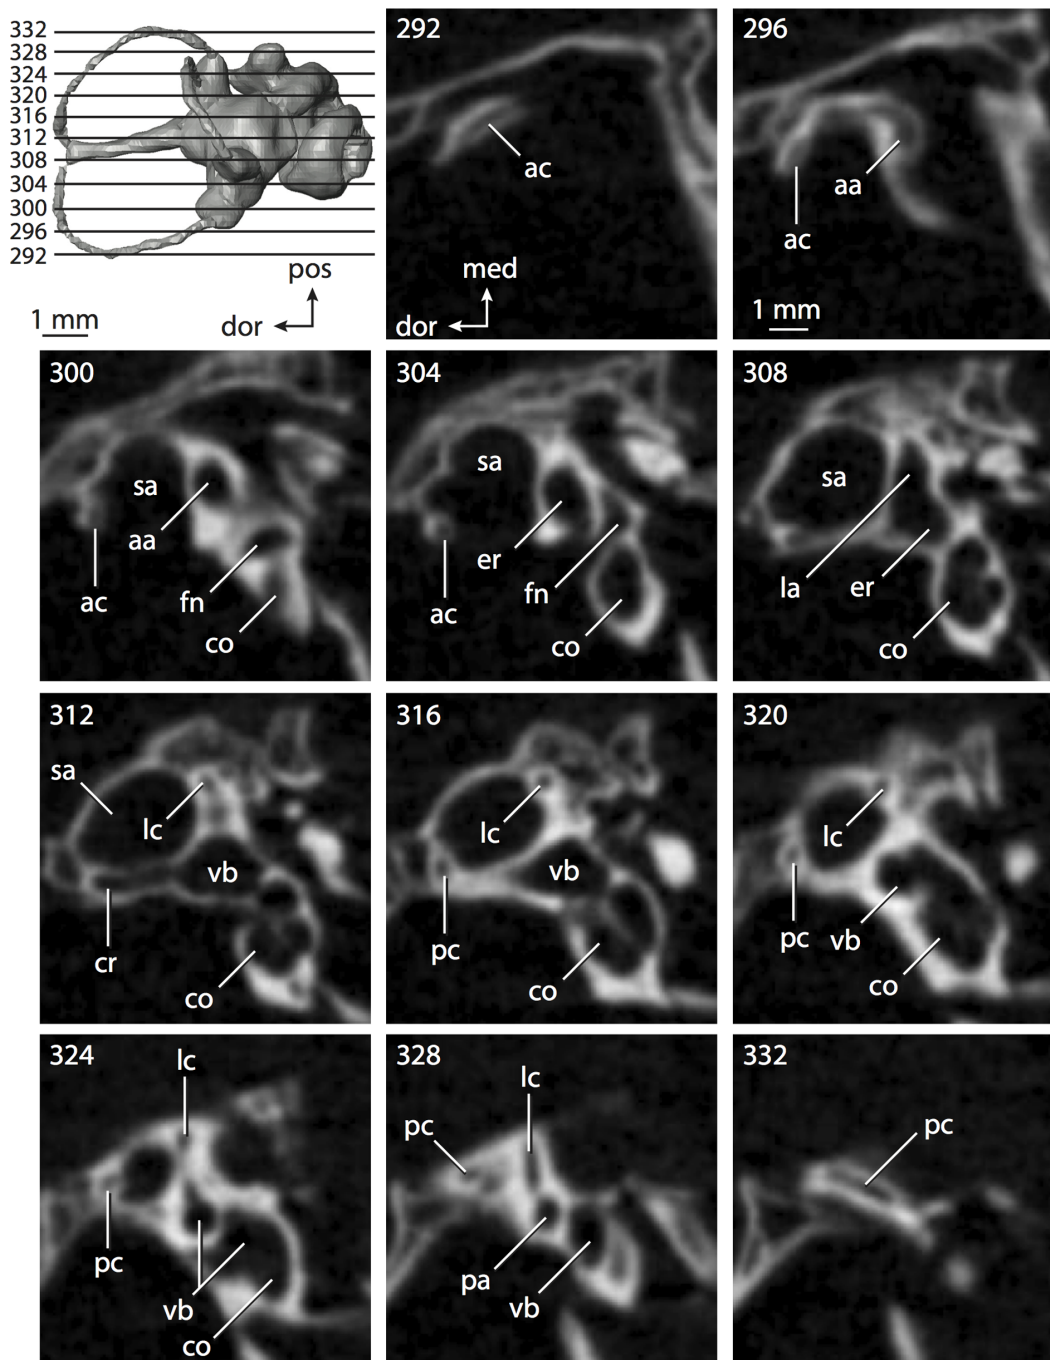 332
328
324
320
316
312
308
304
300
296
292
pos
dor
1 mm
292
ac
med
dor
296
aa
ac
1 mm
300
sa
aa
ac
fn
co
304
sa
er
ac
fn
co
308
sa
la
er
co
312
sa
lc
vb
cr
co
316
lc
vb
pc
co
320
lc
pc
vb
co
324
lc
pc
vb
co
328
lc
pc
pa
vb
332
pc